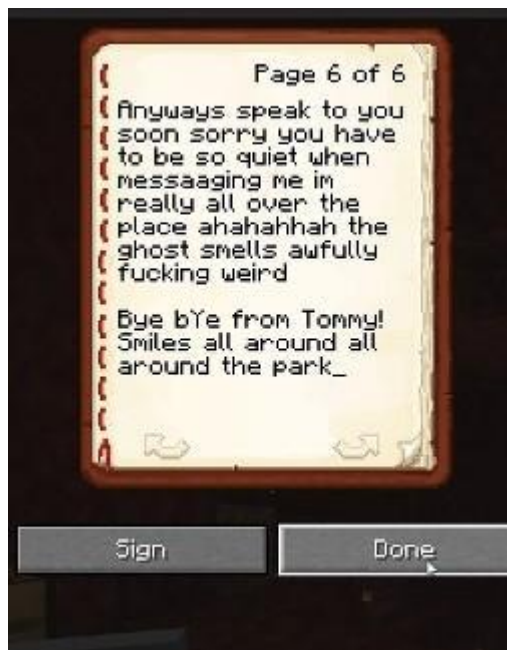 Page 6 of 6
Anyways speak to you
soon sorry you have
to be so quiet when
messaaging me im
really all over the
place ahahahhah the
ghost smells awfully
fucking weird
Bye bYe from Tommy!
Smiles all around all
around the park_
Sign
Done